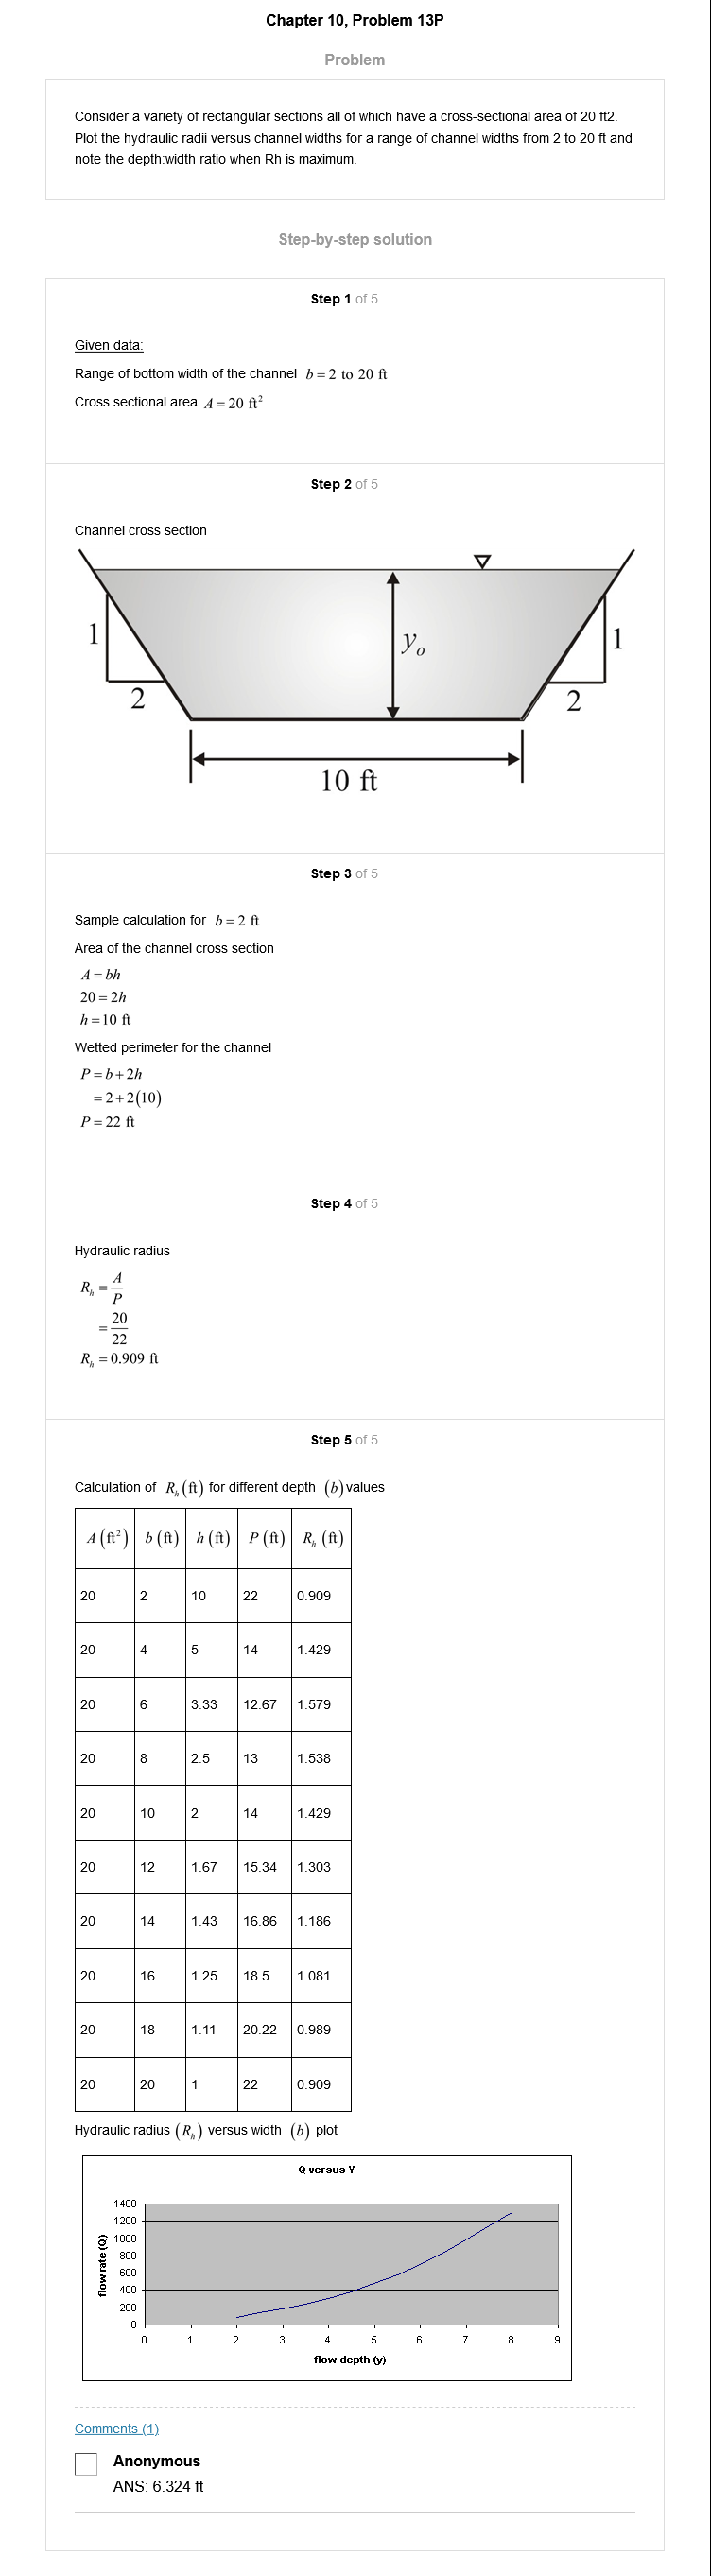 Chapter 10, Problem 13P
Problem
Consider a variety of rectangular sections all of which have a cross-sectional area of 20 ft2.
Plot the hydraulic radii versus channel widths for a range of channel widths from 2 to 20 ft and
note the depth:width ratio when Rh is maximum.
Step-by-step solution
Step 1 of 5
Given data:
Range of bottom width of the channel b = 2 to 20 ft
Cross sectional area A = 20 ft²
Step 2 of 5
Channel cross section
1
2
yₒ
1
2
10 ft
Step 3 of 5
Sample calculation for b = 2 ft
Area of the channel cross section
A = bh
20 = 2h
h = 10 ft
Wetted perimeter for the channel
P = b + 2h
= 2 + 2(10)
P = 22 ft
Step 4 of 5
Hydraulic radius
Rₕ = A/P
= 20/22
Rₕ = 0.909 ft
Step 5 of 5
Calculation of Rₕ (ft) for different depth (b) values
A (ft²) b (ft) h (ft) P (ft) Rₕ (ft)
20 2 10 22 0.909
20 4 5 14 1.429
20 6 3.33 12.67 1.579
20 8 2.5 13 1.538
20 10 2 14 1.429
20 12 1.67 15.34 1.303
20 14 1.43 16.86 1.186
20 16 1.25 18.5 1.081
20 18 1.11 20.22 0.989
20 20 1 22 0.909
Hydraulic radius (Rₕ) versus width (b) plot
Q versus Y
flow rate (Q)
1400
1200
1000
800
600
400
200
0
0 1 2 3 4 5 6 7 8 9
flow depth (y)
Comments (1)
Anonymous
ANS: 6.324 ft